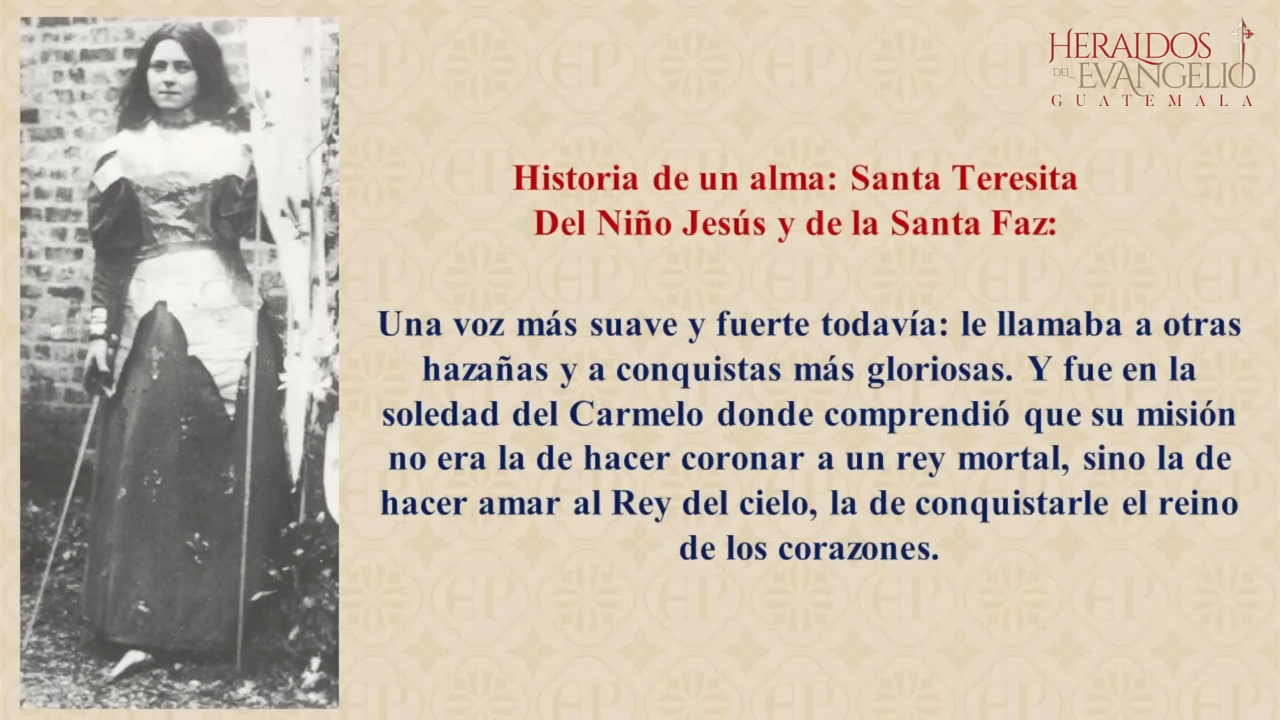 HERALDOS
DEL EVANGELIO
GUATEMALA
Historia de un alma: Santa Teresita
Del Niño Jesús y de la Santa Faz:
Una voz más suave y fuerte todavía: le llamaba a otras
hazañas y a conquistas más gloriosas. Y fue en la
soledad del Carmelo donde comprendió que su misión
no era la de hacer coronar a un rey mortal, sino la de
hacer amar al Rey del cielo, la de conquistarle el reino
de los corazones.